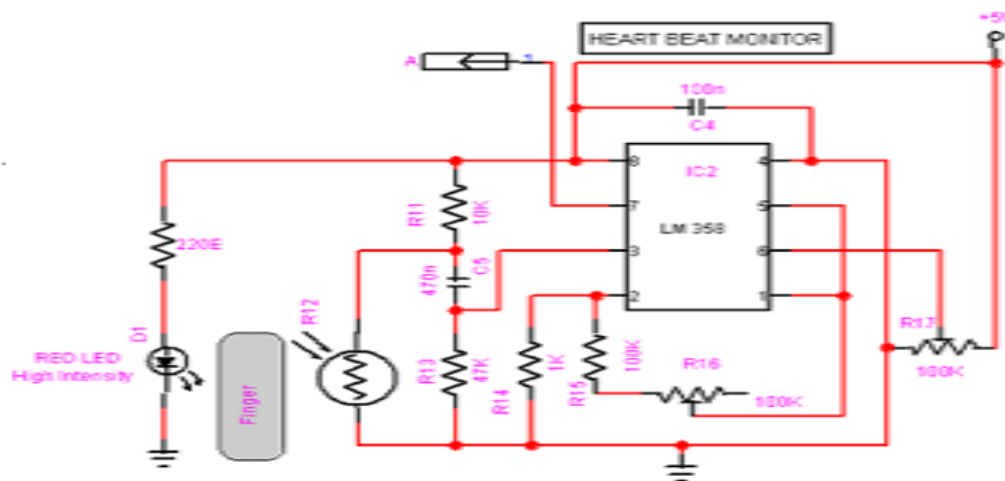 +5V
HEART BEAT MONITOR
A
100n
C4
8
4
IC2
R11
10K
7
5
LM 358
220E
3
6
470n
C5
2
1
R12
D1
R17
RED LED
High Intensity
R13
47K
1K
100K
R16
180K
R14
R15
100K
Finger